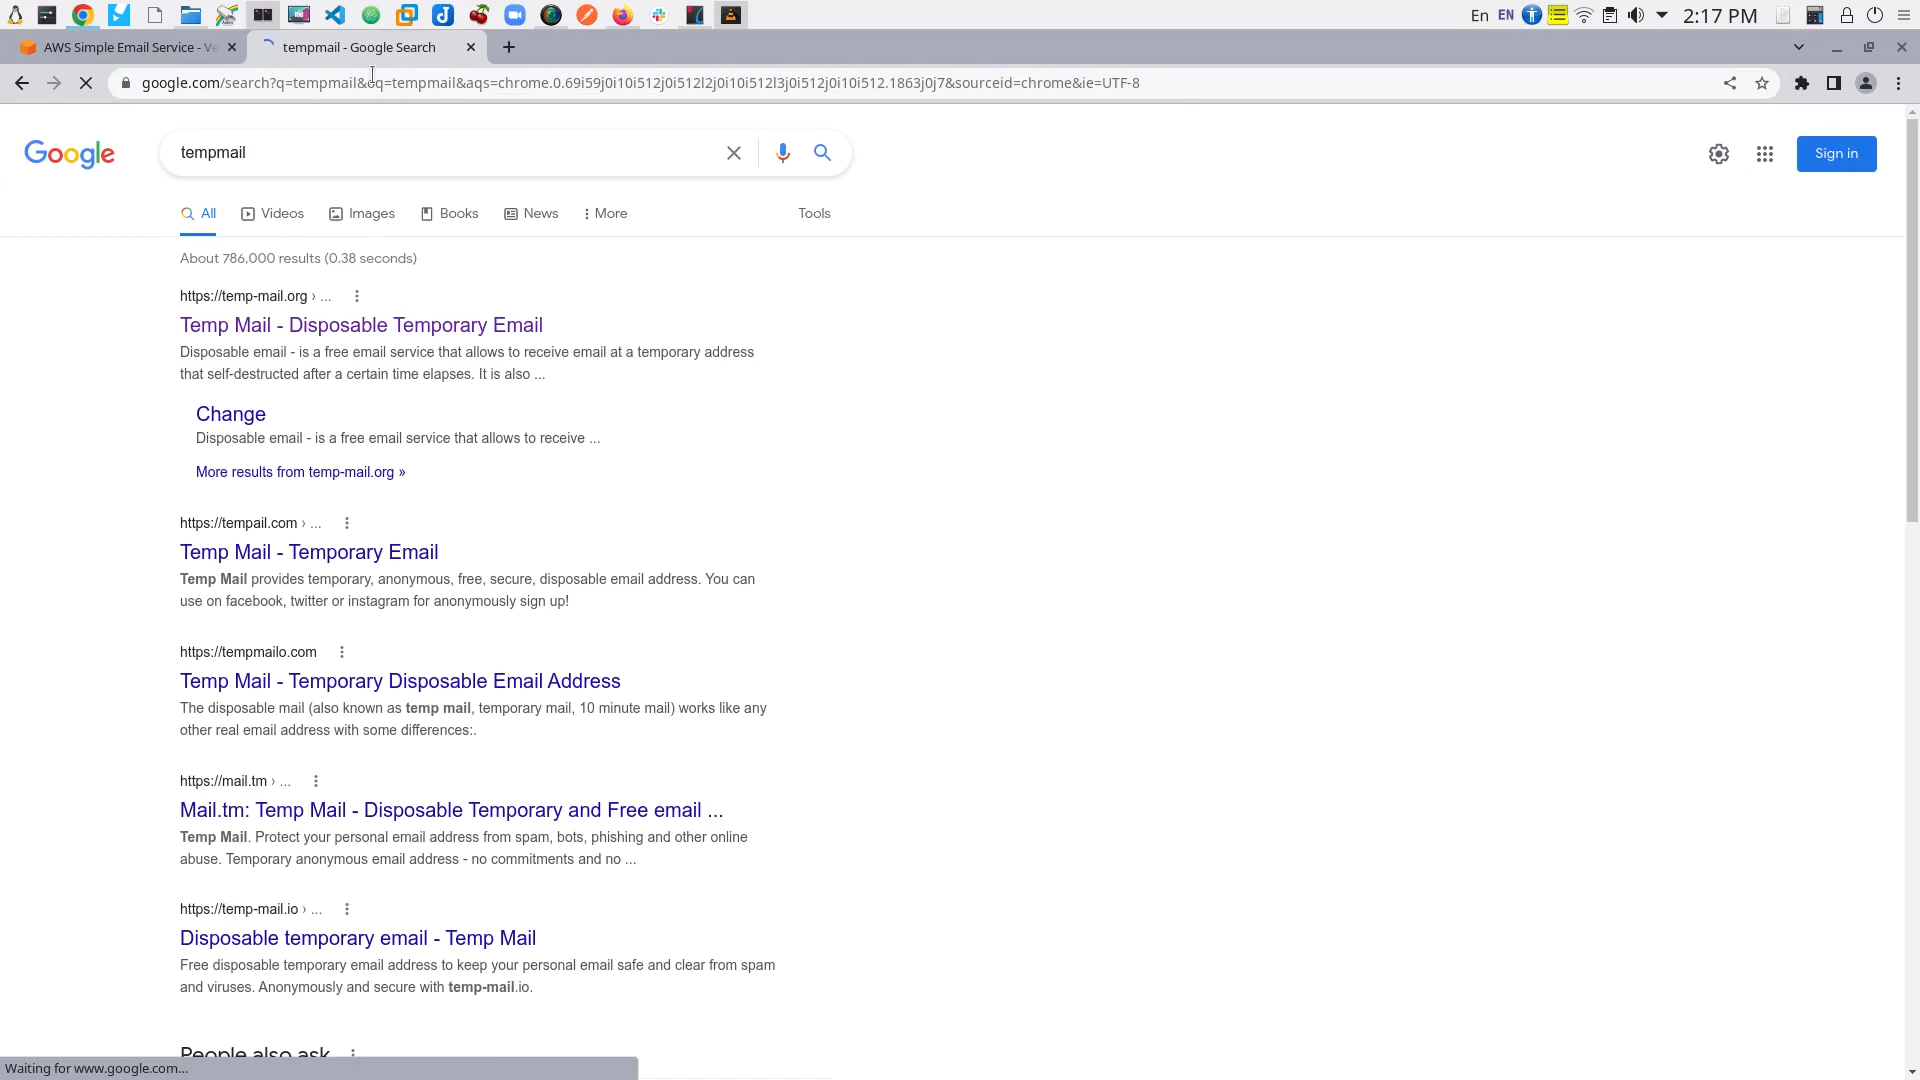 En EN 2:17 PM
AWS Simple Email Service - Ve
tempmail - Google Search
google.com/search?q=tempmail&oq=tempmail&aqs=chrome.0.69i59j0i10i512j0i512l2j0i10i512l3j0i512j0i10i512.1863j0j7&sourceid=chrome&ie=UTF-8
Google
tempmail
Sign in
All Videos Images Books News More Tools
About 786,000 results (0.38 seconds)
https://temp-mail.org › ...
Temp Mail - Disposable Temporary Email
Disposable email - is a free email service that allows to receive email at a temporary address
that self-destructed after a certain time elapses. It is also ...
Change
Disposable email - is a free email service that allows to receive ...
More results from temp-mail.org »
https://tempail.com › ...
Temp Mail - Temporary Email
Temp Mail provides temporary, anonymous, free, secure, disposable email address. You can
use on facebook, twitter or instagram for anonymously sign up!
https://tempmailo.com
Temp Mail - Temporary Disposable Email Address
The disposable mail (also known as temp mail, temporary mail, 10 minute mail) works like any
other real email address with some differences:.
https://mail.tm › ...
Mail.tm: Temp Mail - Disposable Temporary and Free email ...
Temp Mail. Protect your personal email address from spam, bots, phishing and other online
abuse. Temporary anonymous email address - no commitments and no ...
https://temp-mail.io › ...
Disposable temporary email - Temp Mail
Free disposable temporary email address to keep your personal email safe and clear from spam
and viruses. Anonymously and secure with temp-mail.io.
People also ask
Waiting for www.google.com...